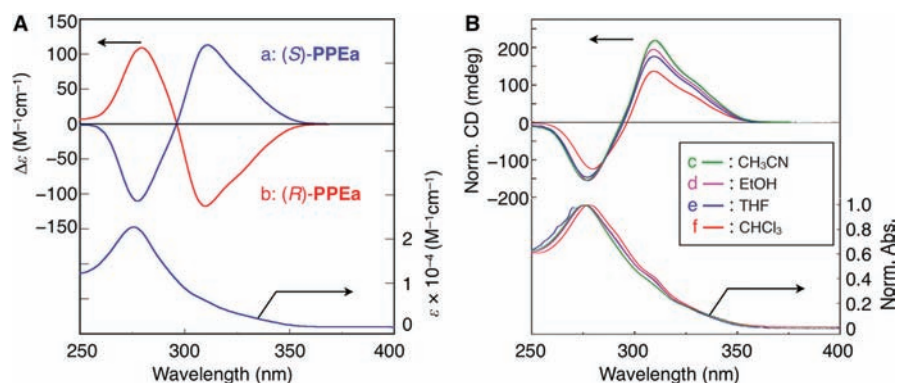 A
150
100
50
0
−50
−100
−150
Δε (M−1cm−1)
a: (S)-PPEa
b: (R)-PPEa
2
1
0
ε × 10−4 (M−1cm−1)
250
300
350
400
Wavelength (nm)
B
200
100
0
−100
−200
Norm. CD (mdeg)
c : CH3CN
d : EtOH
e : THF
f : CHCl3
1.0
0.8
0.6
0.4
0.2
0
Norm. Abs.
250
300
350
400
Wavelength (nm)